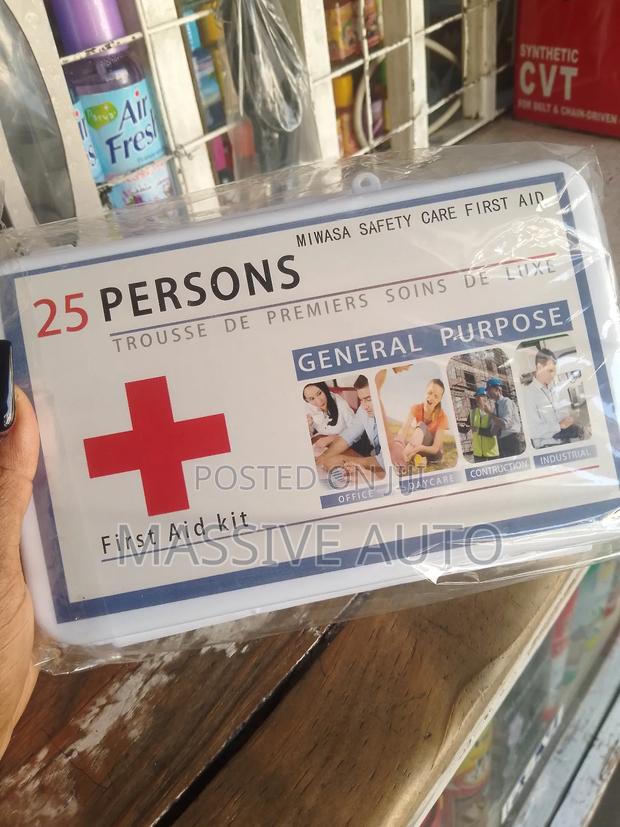 Air
Fresh
SYNTHETIC
CVT
FOR BELT & CHAIN-DRIVEN
MIWASA SAFETY CARE FIRST AID
25 PERSONS
TROUSSE DE PREMIERS SOINS DE LUXE
GENERAL PURPOSE
OFFICE
DAYCARE
CONTRUCTION
INDUSTRIAL
First Aid kit
POSTED ON JIJI
MASSIVE AUTO